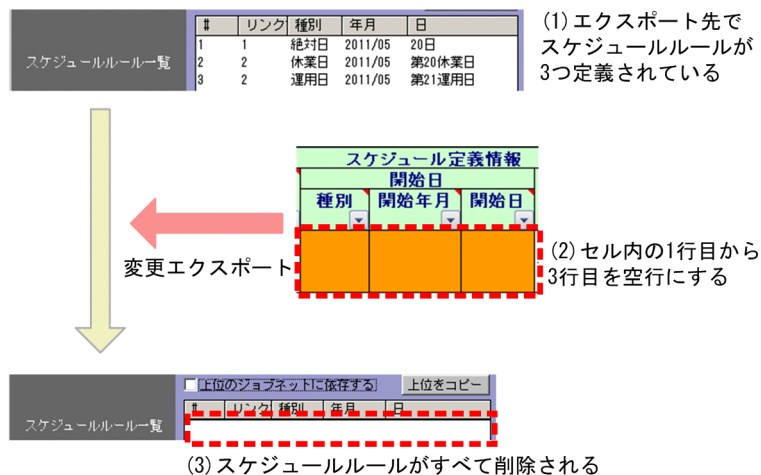 # リンク 種別 年月 日
1 1 絶対日 2011/05 20日
2 2 休業日 2011/05 第20休業日
3 2 運用日 2011/05 第21運用日
スケジュールルール一覧
(1)エクスポート先で
スケジュールルールが
3つ定義されている
スケジュール定義情報
開始日
種別 開始年月 開始日
変更エクスポート
(2)セル内の1行目から
3行目を空行にする
上位のジョブネットに依存する 上位をコピー
# リンク 種別 年月 日
スケジュールルール一覧
(3)スケジュールルールがすべて削除される